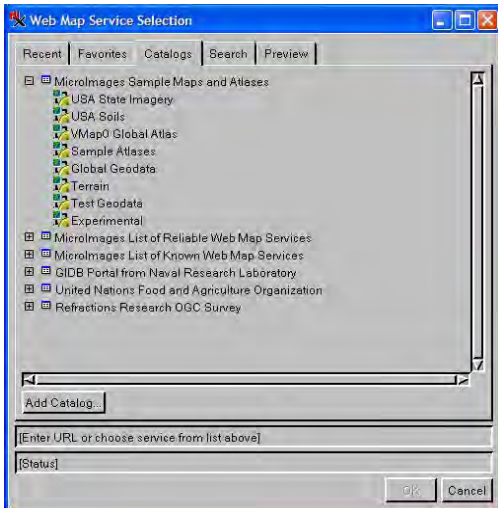 Web Map Service Selection
Recent Favorites Catalogs Search Preview
MicroImages Sample Maps and Atlases
USA State Imagery
USA Soils
VMap0 Global Atlas
Sample Atlases
Global Geodata
Terrain
Test Geodata
Experimental
MicroImages List of Reliable Web Map Services
MicroImages List of Known Web Map Services
GIDB Portal from Naval Research Laboratory
United Nations Food and Agriculture Organization
Refractions Research OGC Survey
Add Catalog...
[Enter URL or choose service from list above]
[Status]
OK Cancel